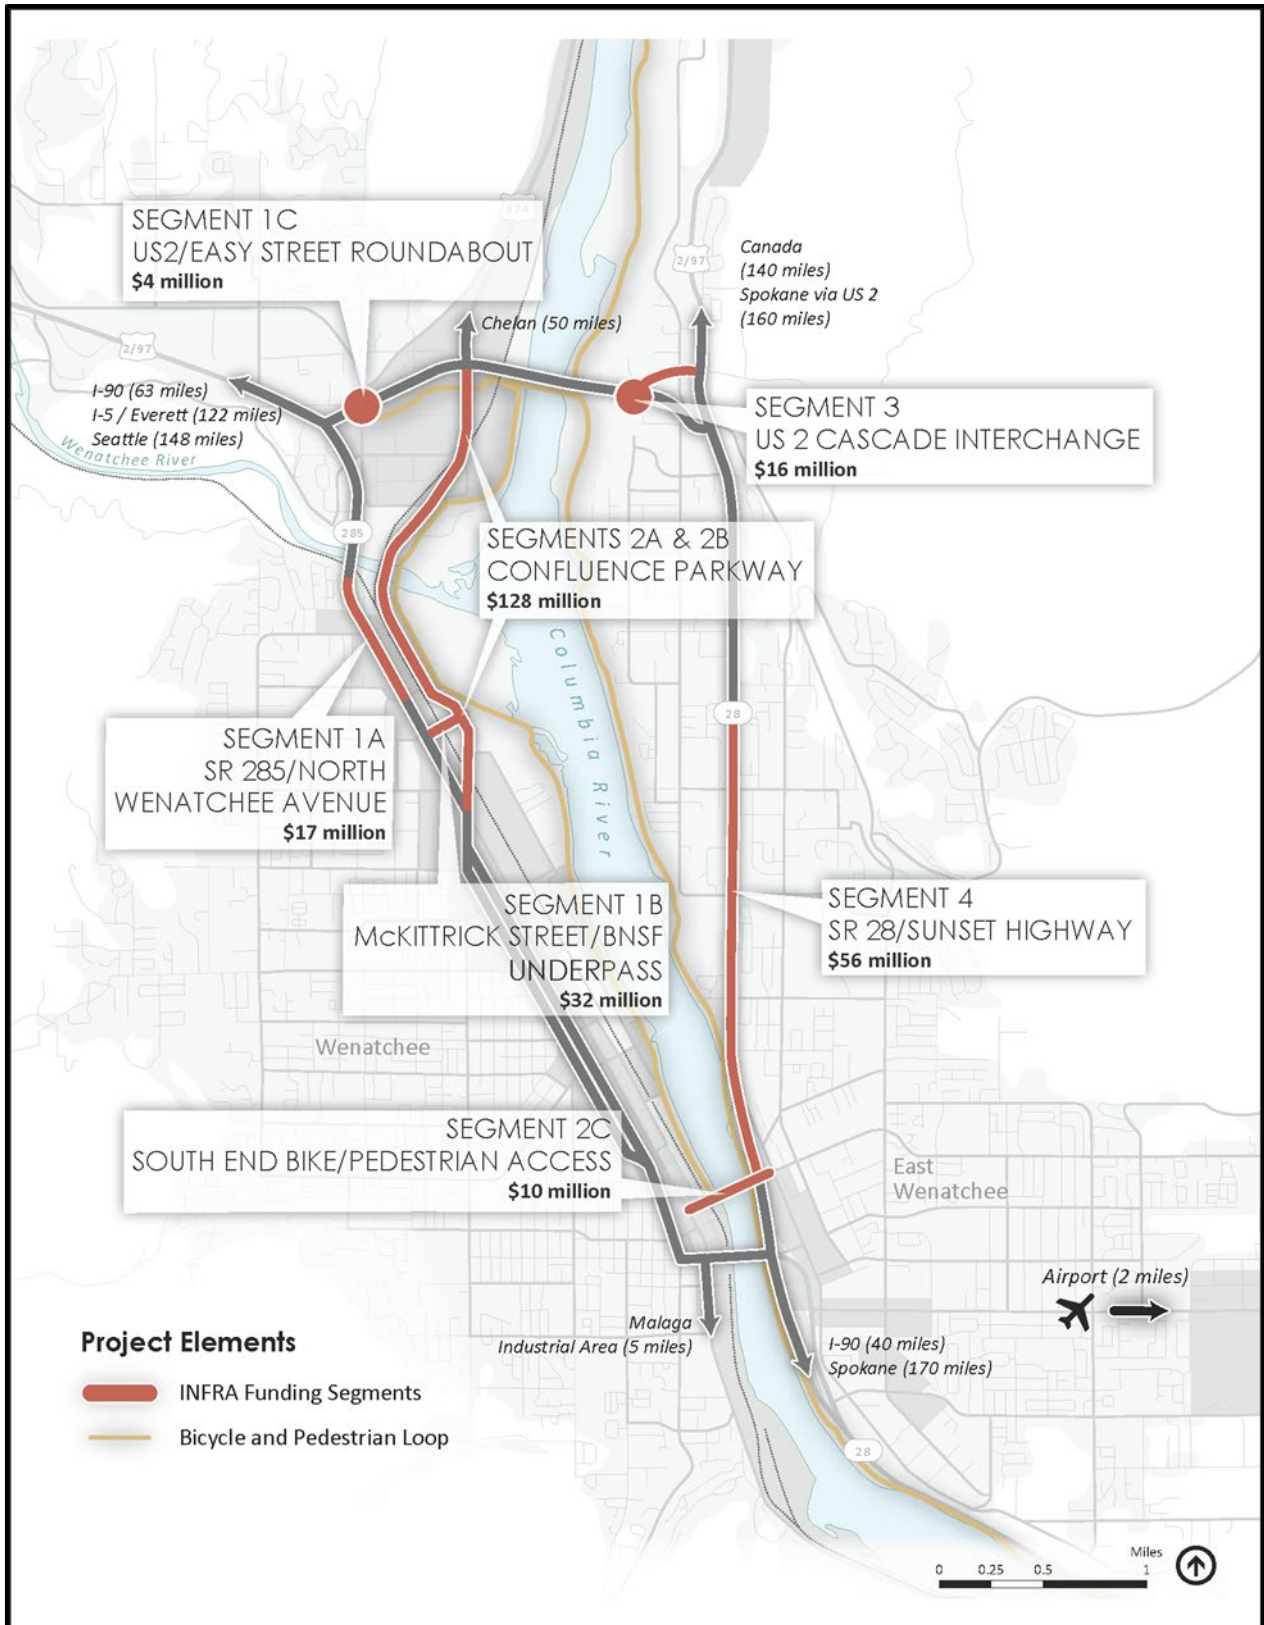 97A
SEGMENT 1C
US2/EASY STREET ROUNDABOUT
$4 million
2/97
Canada
(140 miles)
Spokane via US 2
(160 miles)
Chelan (50 miles)
2/97
I-90 (63 miles)
I-5 / Everett (122 miles)
Seattle (148 miles)
Wenatchee River
SEGMENT 3
US 2 CASCADE INTERCHANGE
$16 million
285
SEGMENTS 2A & 2B
CONFLUENCE PARKWAY
$128 million
Columbia River
28
SEGMENT 1A
SR 285/NORTH
WENATCHEE AVENUE
$17 million
SEGMENT 1B
McKITTRICK STREET/BNSF
UNDERPASS
$32 million
SEGMENT 4
SR 28/SUNSET HIGHWAY
$56 million
Wenatchee
SEGMENT 2C
SOUTH END BIKE/PEDESTRIAN ACCESS
$10 million
East
Wenatchee
Airport (2 miles)
Malaga
Industrial Area (5 miles)
I-90 (40 miles)
Spokane (170 miles)
Project Elements
INFRA Funding Segments
Bicycle and Pedestrian Loop
28
Miles
0 0.25 0.5 1